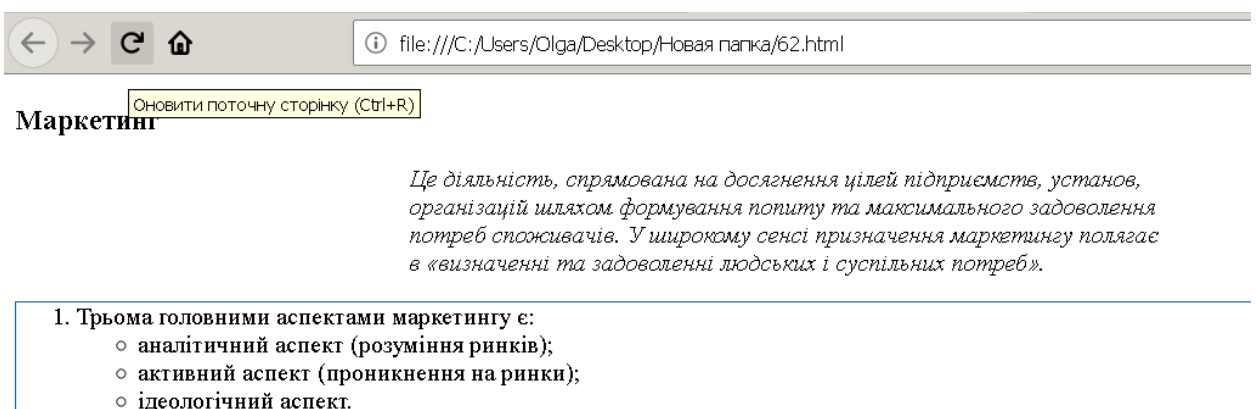 file:///C:/Users/Olga/Desktop/Новая папка/62.html
Оновити поточну сторінку (Ctrl+R)
Маркетинг
Це діяльність, спрямована на досягнення цілей підприємств, установ,
організацій шляхом формування попиту та максимального задоволення
потреб споживачів. У широкому сенсі призначення маркетингу полягає
в «визначенні та задоволенні людських і суспільних потреб».
1. Трьома головними аспектами маркетингу є:
◦ аналітичний аспект (розуміння ринків);
◦ активний аспект (проникнення на ринки);
◦ ідеологічний аспект.